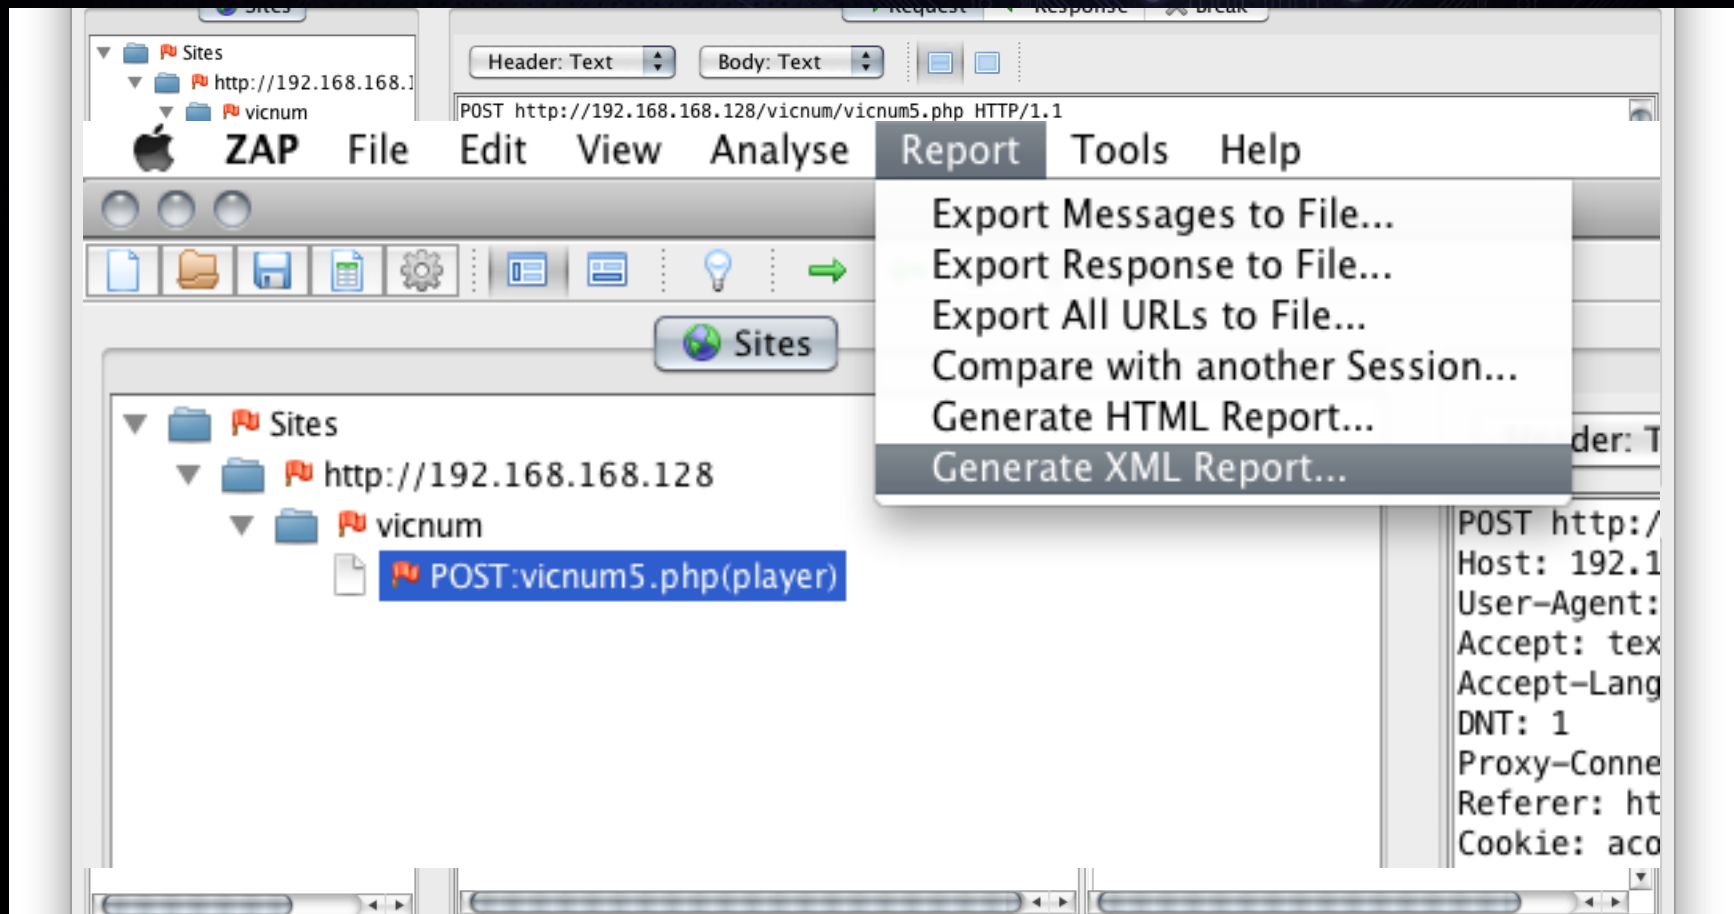 Sites
Request
Response
Break
Sites
http://192.168.168.1
vicnum
Header: Text
Body: Text
POST http://192.168.168.128/vicnum/vicnum5.php HTTP/1.1
ZAP File Edit View Analyse Report Tools Help
Export Messages to File...
Export Response to File...
Export All URLs to File...
Compare with another Session...
Generate HTML Report...
Generate XML Report...
Sites
Sites
http://192.168.168.128
vicnum
POST:vicnum5.php(player)
der: T
POST http:/
Host: 192.1
User-Agent:
Accept: tex
Accept-Lang
DNT: 1
Proxy-Conne
Referer: ht
Cookie: aco